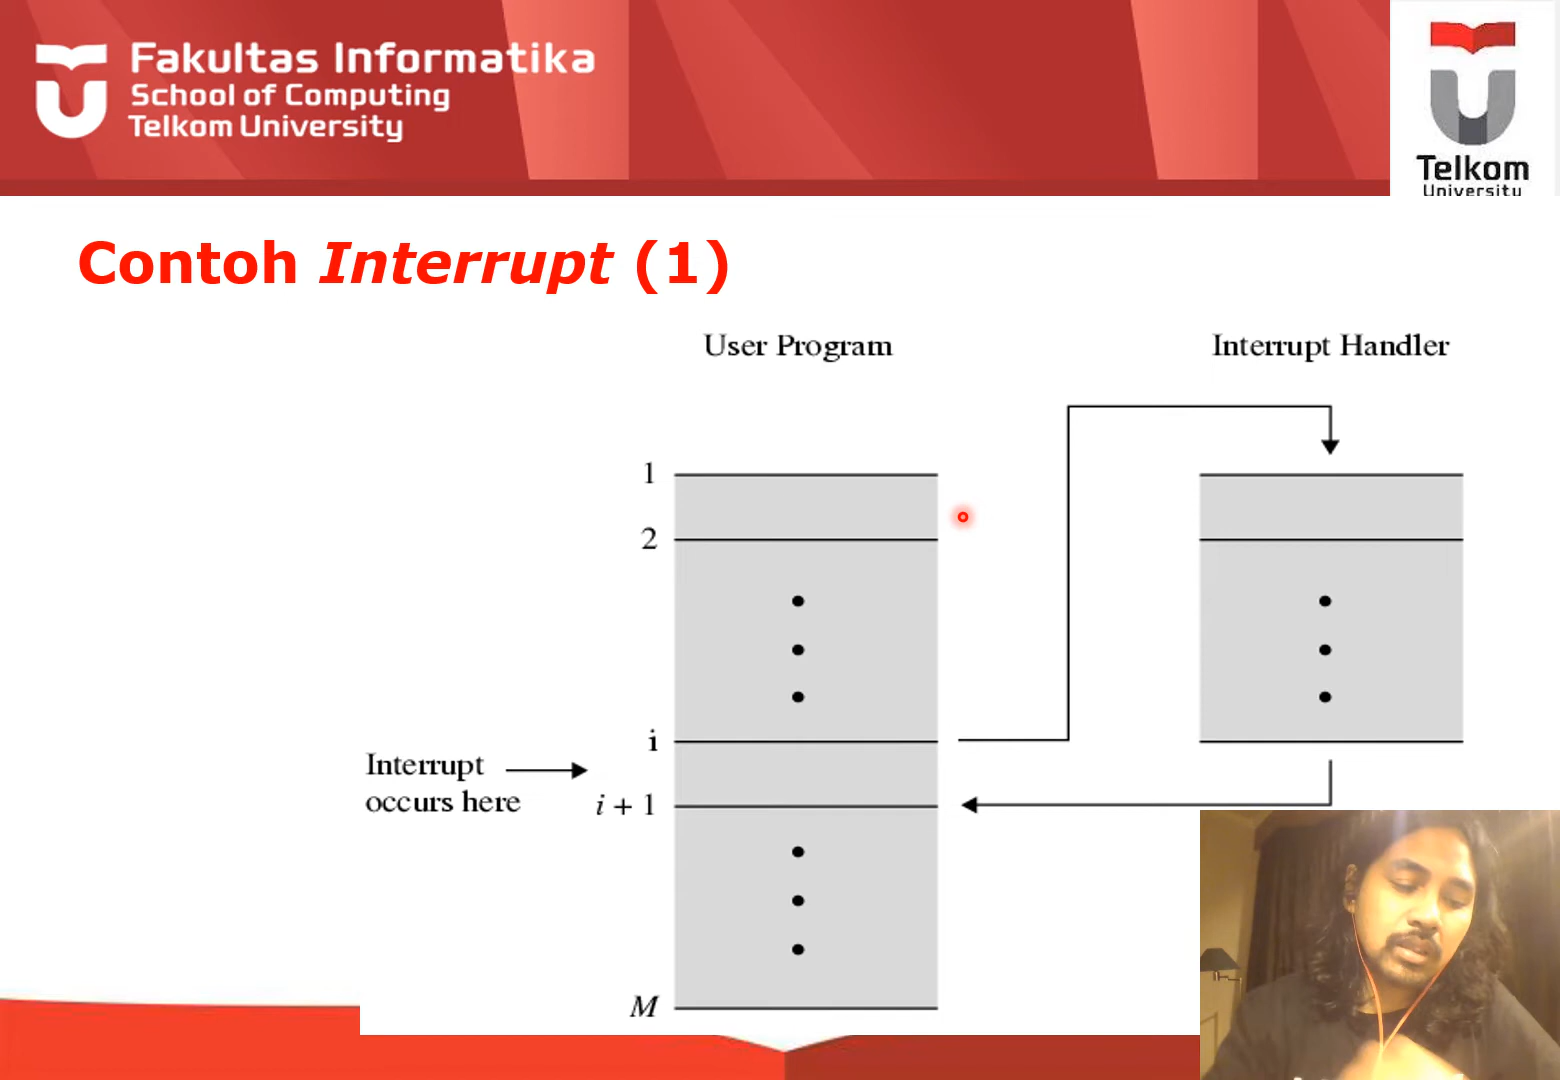 Fakultas Informatika
School of Computing
Telkom University
Telkom
University
Contoh Interrupt (1)
User Program
Interrupt Handler
1
2
i
Interrupt
occurs here
i + 1
M